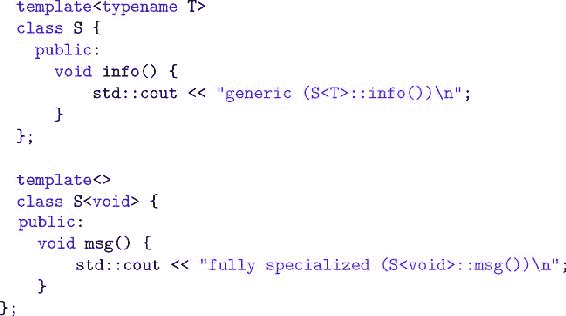 template<typename T>
class S {
  public:
    void info() {
        std::cout << "generic (S<T>::info())\n";
    }
};

template<>
class S<void> {
public:
  void msg() {
      std::cout << "fully specialized (S<void>::msg())\n";
  }
};